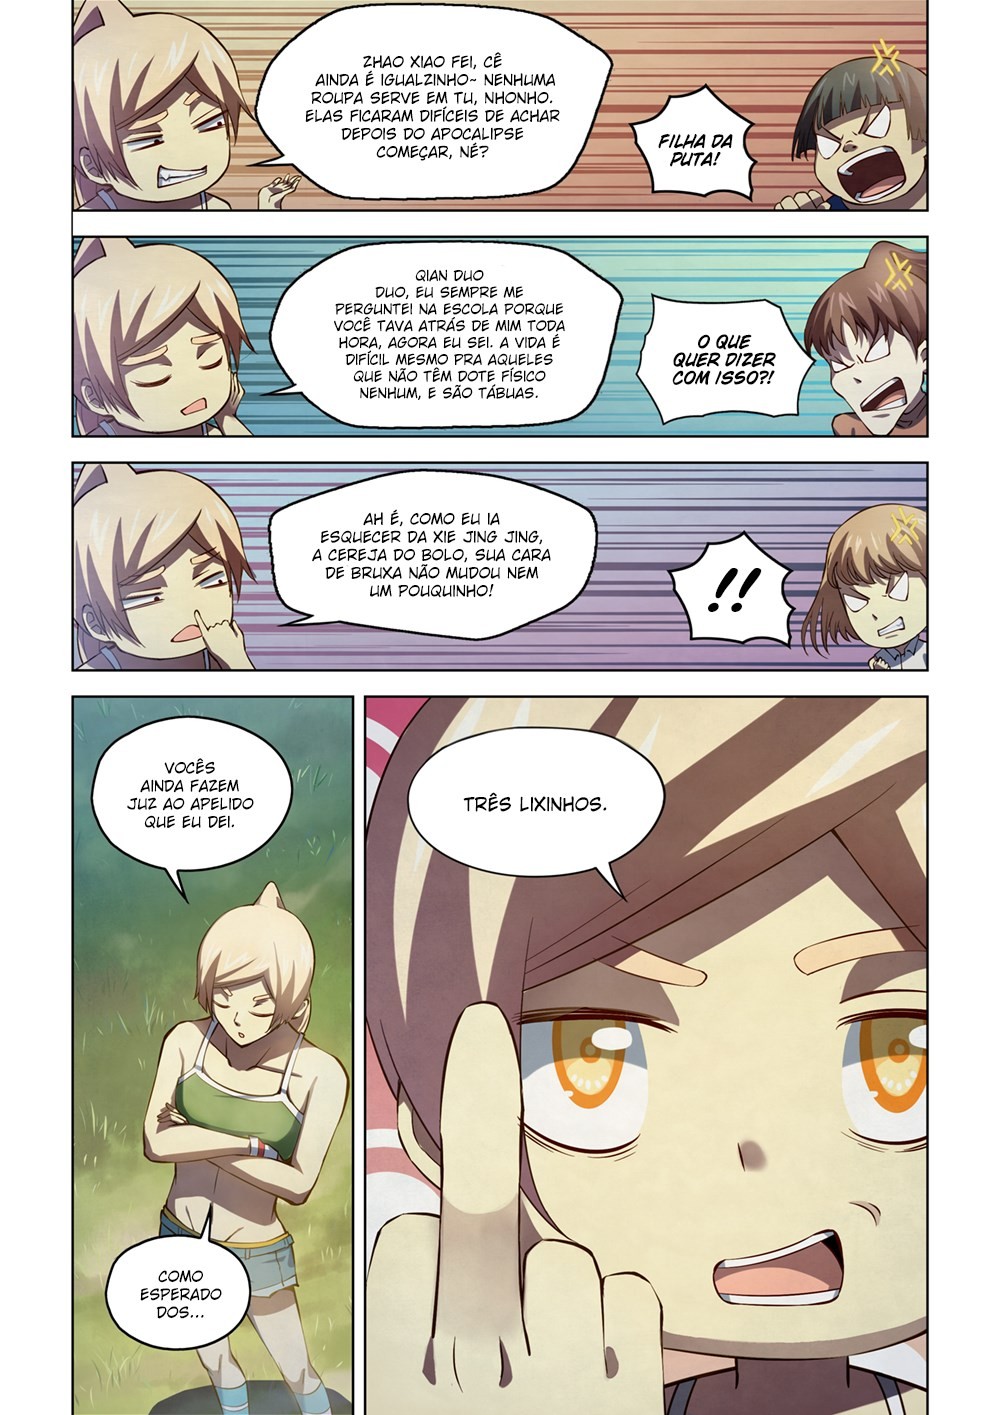 ZHAO XIAO FEI, CÊ
AINDA É IGUALZINHO~ NENHUMA
ROUPA SERVE EM TU, NHONHO.
ELAS FICARAM DIFÍCEIS DE ACHAR
DEPOIS DO APOCALIPSE
COMEÇAR, NÉ?
FILHA DA
PUTA!
QIAN DUO
DUO, EU SEMPRE ME
PERGUNTEI NA ESCOLA PORQUE
VOCÊ TAVA ATRÁS DE MIM TODA
HORA, AGORA EU SEI. A VIDA É
DIFÍCIL MESMO PRA AQUELES
QUE NÃO TÊM DOTE FÍSICO
NENHUM, E SÃO TÁBUAS.
O QUE
QUER DIZER
COM ISSO?!
AH É, COMO EU IA
ESQUECER DA XIE JING JING,
A CEREJA DO BOLO, SUA CARA
DE BRUXA NÃO MUDOU NEM
UM POUQUINHO!
!!
VOCÊS
AINDA FAZEM
JUZ AO APELIDO
QUE EU DEI.
COMO
ESPERADO
DOS...
TRÊS LIXINHOS.